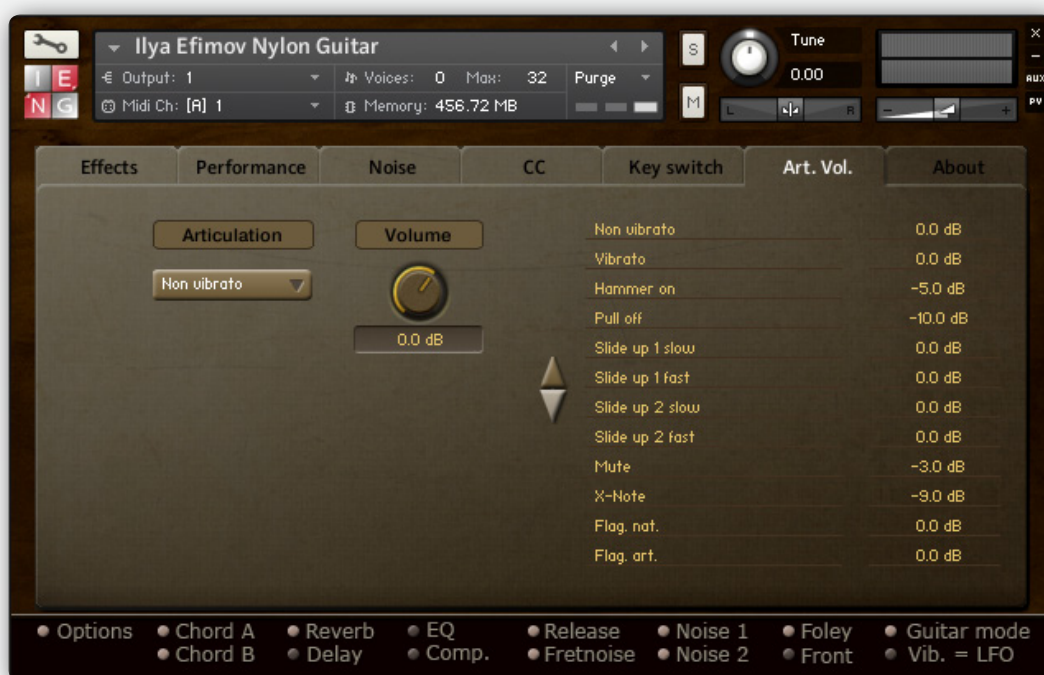 Ilya Efimov Nylon Guitar
S
Tune
0.00
×
–
AUX
PV
I E,
'N G
Output: 1
Voices: 0 Max: 32
Purge
Midi Ch: [A] 1
Memory: 456.72 MB
M
L R
– +
Effects Performance Noise CC Key switch Art. Vol. About
Articulation Volume
Non vibrato
0.0 dB
Non vibrato 0.0 dB
Vibrato 0.0 dB
Hammer on -5.0 dB
Pull off -10.0 dB
Slide up 1 slow 0.0 dB
Slide up 1 fast 0.0 dB
Slide up 2 slow 0.0 dB
Slide up 2 fast 0.0 dB
Mute -3.0 dB
X-Note -9.0 dB
Flag. nat. 0.0 dB
Flag. art. 0.0 dB
Options Chord A Reverb EQ Release Noise 1 Foley Guitar mode
Chord B Delay Comp. Fretnoise Noise 2 Front Vib. = LFO